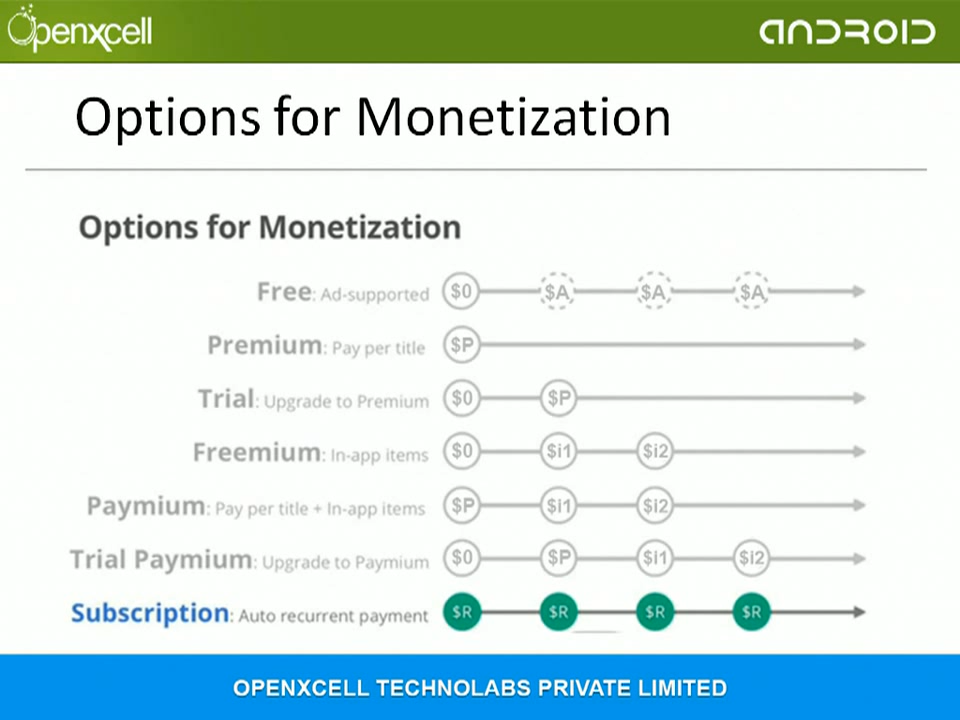 Openxcell
ANDROID
Options for Monetization
Options for Monetization
Free: Ad-supported $0 $A $A $A
Premium: Pay per title $P
Trial: Upgrade to Premium $0 $P
Freemium: In-app items $0 $i1 $i2
Paymium: Pay per title + In-app items $P $i1 $i2
Trial Paymium: Upgrade to Paymium $0 $P $i1 $i2
Subscription: Auto recurrent payment $R $R $R $R
OPENXCELL TECHNOLABS PRIVATE LIMITED